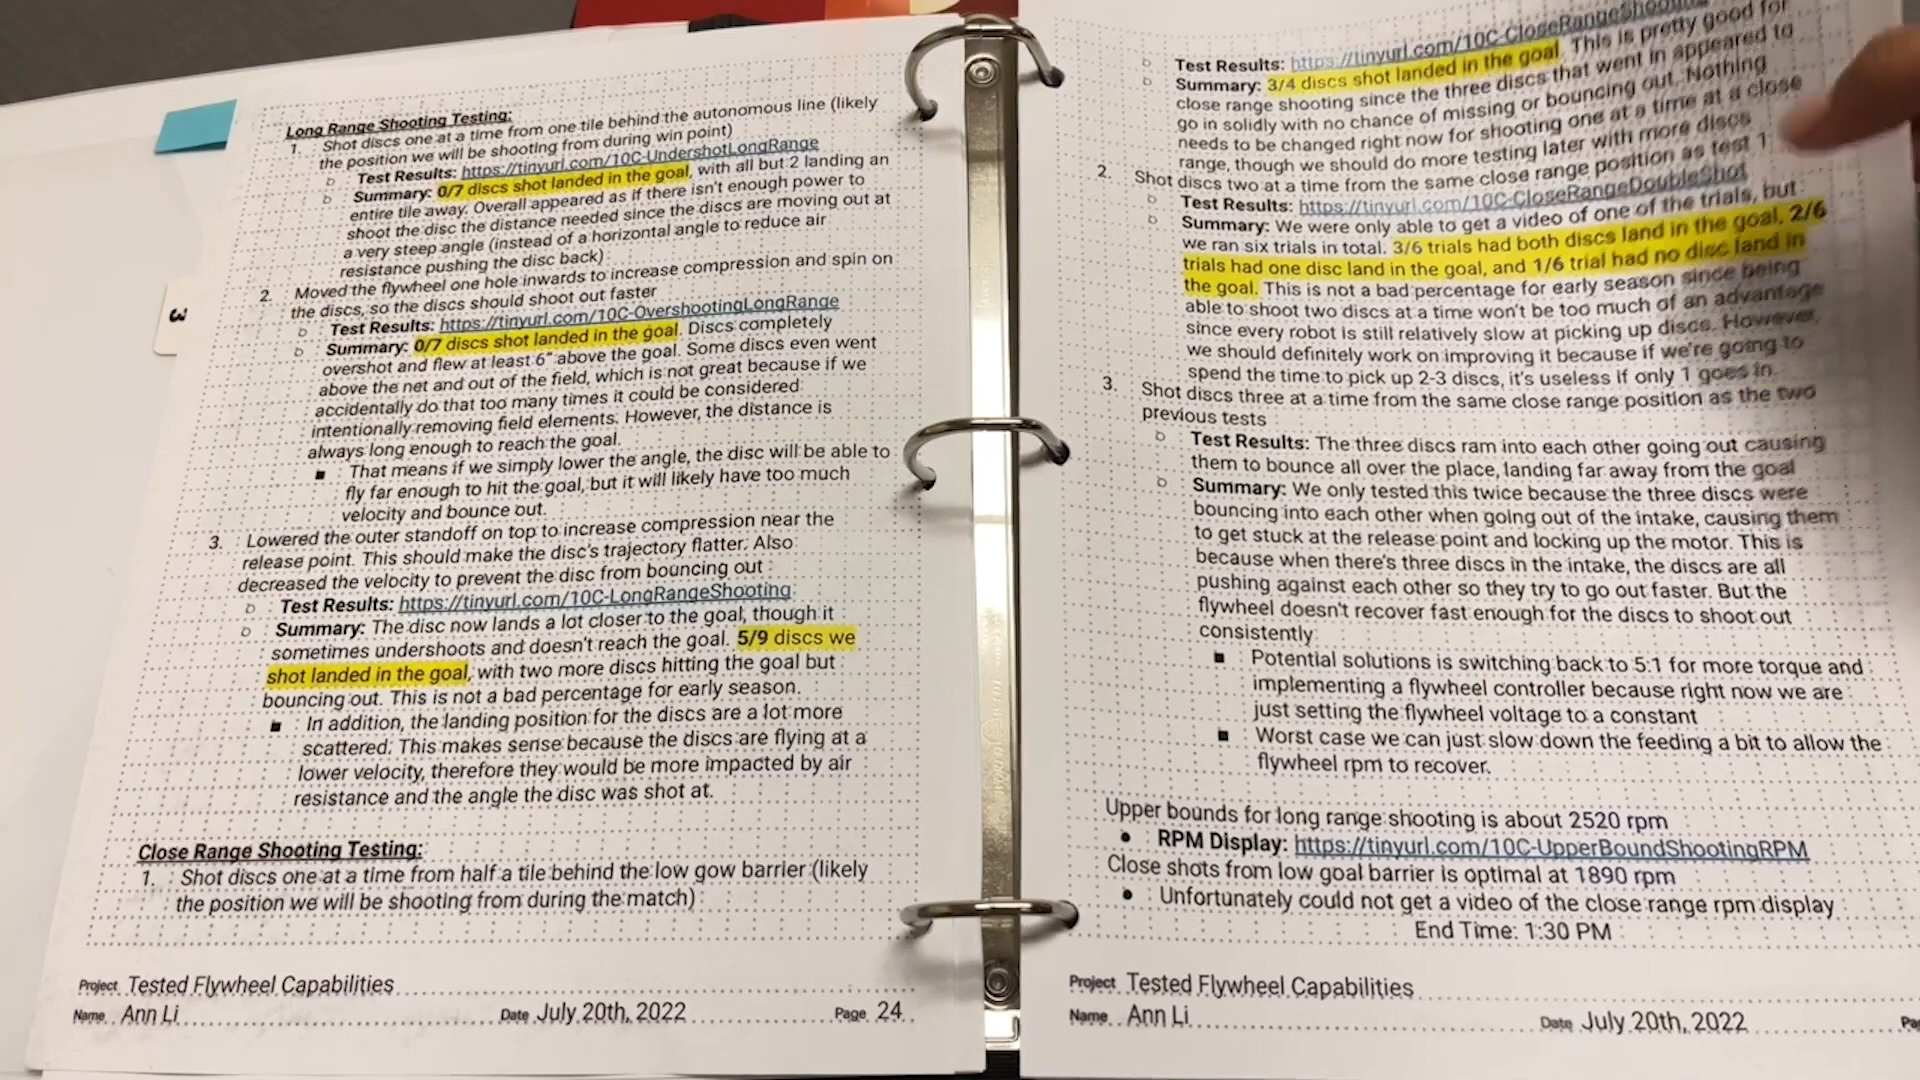 Long Range Shooting Testing:
1. Shot discs one at a time from one tile behind the autonomous line (likely
the position we will be shooting from during win point)
Test Results: https://tinyurl.com/10C-UndershotLongRange
Summary: 0/7 discs shot landed in the goal, with all but 2 landing an
entire tile away. Overall appeared as if there isn't enough power to
shoot the disc the distance needed since the discs are moving out at
a very steep angle (instead of a horizontal angle to reduce air
resistance pushing the disc back)
2. Moved the flywheel one hole inwards to increase compression and spin on
the discs, so the discs should shoot out faster
Test Results: https://tinyurl.com/10C-OvershootingLongRange
Summary: 0/7 discs shot landed in the goal. Discs completely
overshot and flew at least 6" above the goal. Some discs even went
above the net and out of the field, which is not great because if we
accidentally do that too many times it could be considered
intentionally removing field elements. However, the distance is
always long enough to reach the goal.
That means if we simply lower the angle, the disc will be able to
fly far enough to hit the goal, but it will likely have too much
velocity and bounce out.
3. Lowered the outer standoff on top to increase compression near the
release point. This should make the disc's trajectory flatter. Also
decreased the velocity to prevent the disc from bouncing out
Test Results: https://tinyurl.com/10C-LongRangeShooting
Summary: The disc now lands a lot closer to the goal, though it
sometimes undershoots and doesn't reach the goal. 5/9 discs we
shot landed in the goal, with two more discs hitting the goal but
bouncing out. This is not a bad percentage for early season.
In addition, the landing position for the discs are a lot more
scattered. This makes sense because the discs are flying at a
lower velocity, therefore they would be more impacted by air
resistance and the angle the disc was shot at.
Close Range Shooting Testing:
1. Shot discs one at a time from half a tile behind the low gow barrier (likely
the position we will be shooting from during the match)
Project Tested Flywheel Capabilities
Name Ann Li Date July 20th, 2022 Page 24
3
Test Results: https://tinyurl.com/10C-CloseRangeShooting
Summary: 3/4 discs shot landed in the goal. This is pretty good for
close range shooting since the three discs that went in appeared to
go in solidly with no chance of missing or bouncing out. Nothing
needs to be changed right now for shooting one at a time at a close
range, though we should do more testing later with more discs
2. Shot discs two at a time from the same close range position as test 1
Test Results: https://tinyurl.com/10C-CloseRangeDoubleShot
Summary: We were only able to get a video of one of the trials, but
we ran six trials in total. 3/6 trials had both discs land in the goal, 2/6
trials had one disc land in the goal, and 1/6 trial had no disc land in
the goal. This is not a bad percentage for early season since being
able to shoot two discs at a time won't be too much of an advantage
since every robot is still relatively slow at picking up discs. However,
we should definitely work on improving it because if we're going to
spend the time to pick up 2-3 discs, it's useless if only 1 goes in.
3. Shot discs three at a time from the same close range position as the two
previous tests
Test Results: The three discs ram into each other going out causing
them to bounce all over the place, landing far away from the goal
Summary: We only tested this twice because the three discs were
bouncing into each other when going out of the intake, causing them
to get stuck at the release point and locking up the motor. This is
because when there's three discs in the intake, the discs are all
pushing against each other so they try to go out faster. But the
flywheel doesn't recover fast enough for the discs to shoot out
consistently
Potential solutions is switching back to 5:1 for more torque and
implementing a flywheel controller because right now we are
just setting the flywheel voltage to a constant
Worst case we can just slow down the feeding a bit to allow the
flywheel rpm to recover.
Upper bounds for long range shooting is about 2520 rpm
RPM Display: https://tinyurl.com/10C-UpperBoundShootingRPM
Close shots from low goal barrier is optimal at 1890 rpm
Unfortunately could not get a video of the close range rpm display
End Time: 1:30 PM
Project Tested Flywheel Capabilities
Name Ann Li Date July 20th, 2022